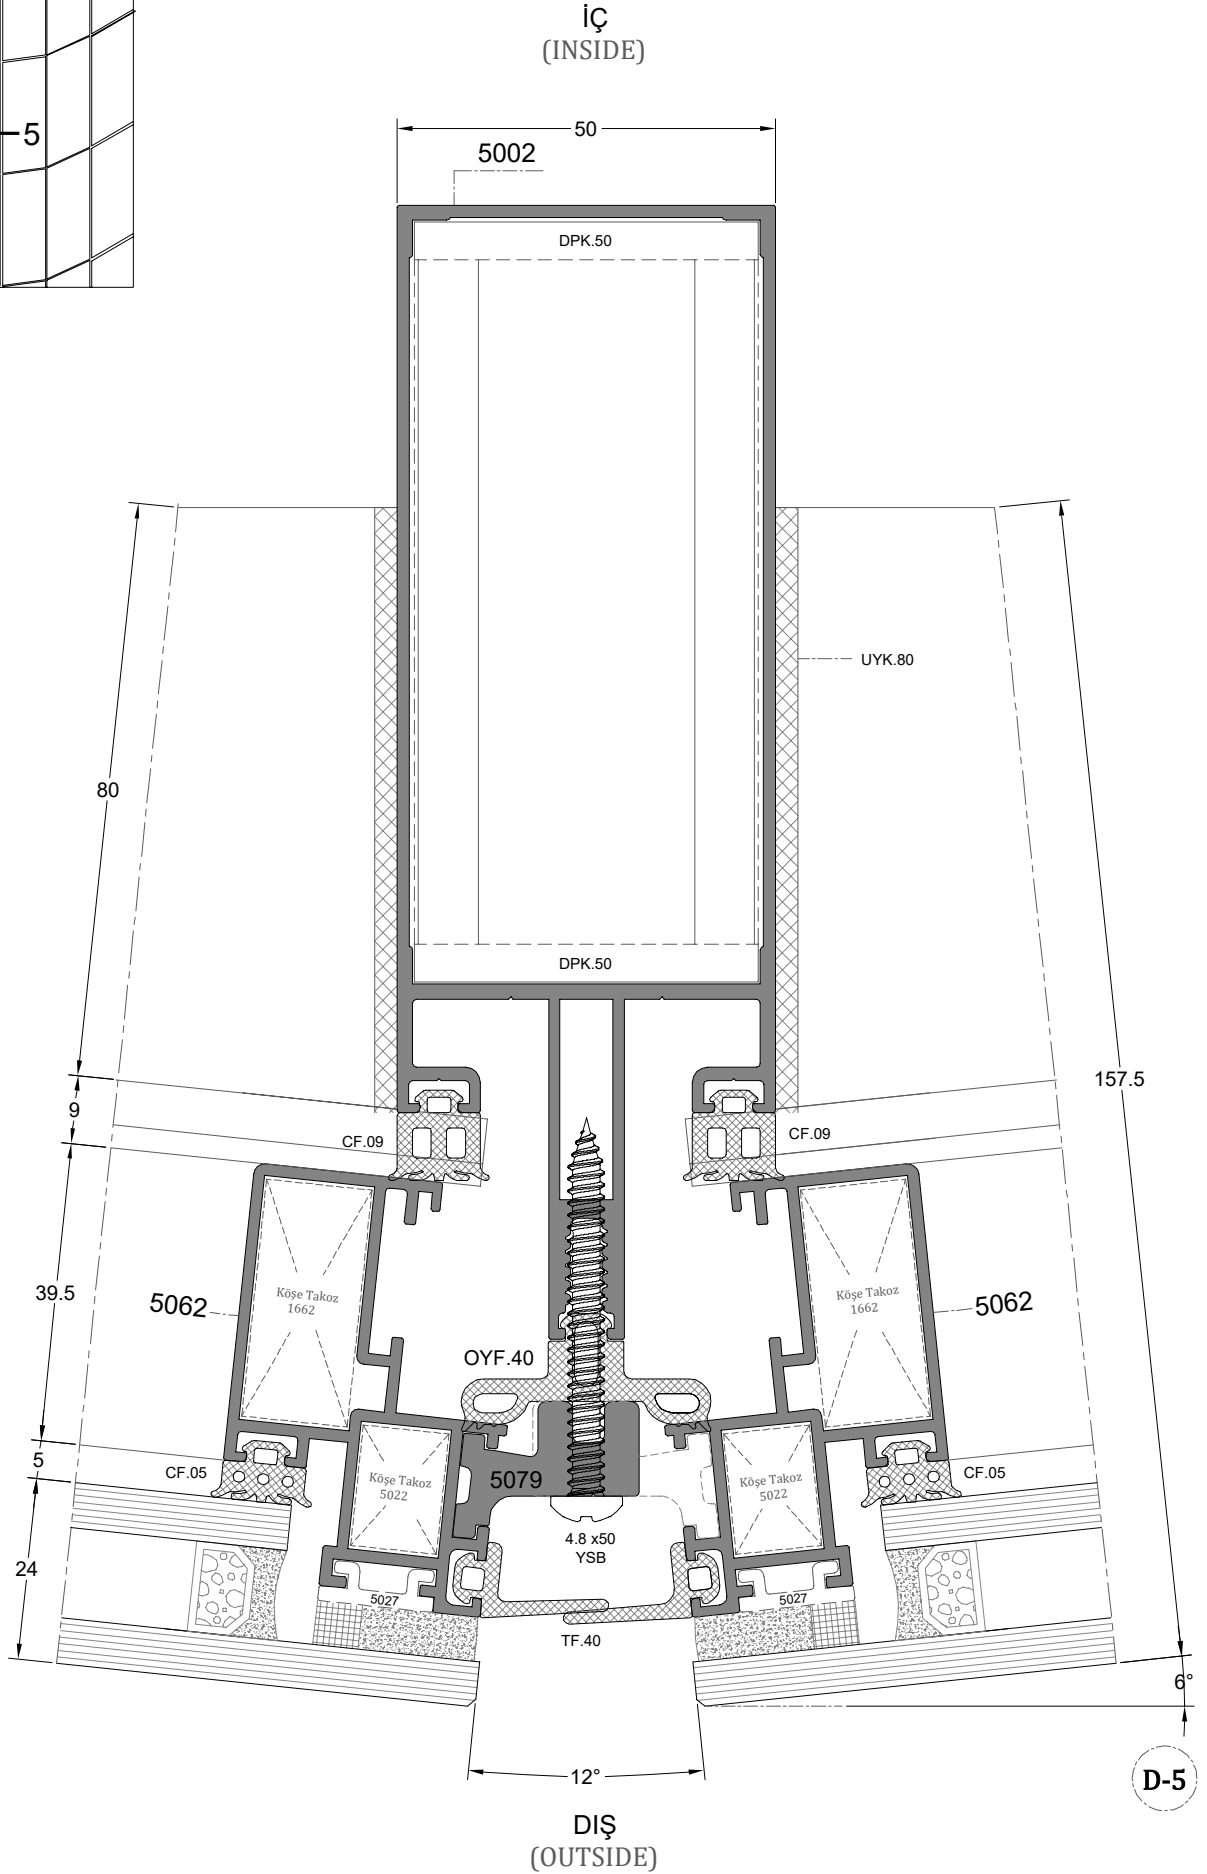 İÇ
(INSIDE)
5
50
5002
DPK.50
UYK.80
80
DPK.50
157.5
9
CF.09
CF.09
39.5
5062
Köşe Takoz
1662
Köşe Takoz
1662
5062
OYF.40
5
CF.05
Köşe Takoz
5022
5079
Köşe Takoz
5022
CF.05
4.8 x50
YSB
24
5027
5027
TF.40
6°
12°
D-5
DIŞ
(OUTSIDE)